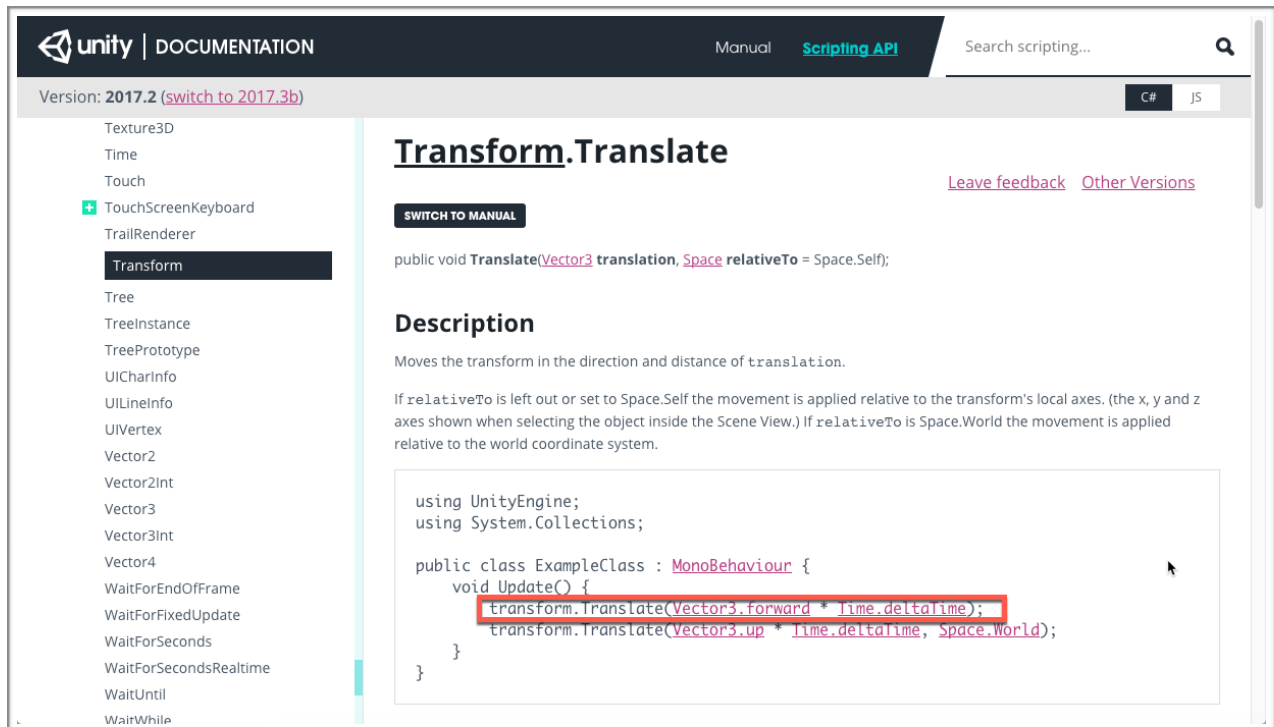 unity | DOCUMENTATION
Manual
Scripting API
Search scripting...
Version: 2017.2 (switch to 2017.3b)
C#
JS
Texture3D
Time
Touch
TouchScreenKeyboard
TrailRenderer
Transform
Tree
TreeInstance
TreePrototype
UICharInfo
UILineInfo
UIVertex
Vector2
Vector2Int
Vector3
Vector3Int
Vector4
WaitForEndOfFrame
WaitForFixedUpdate
WaitForSeconds
WaitForSecondsRealtime
WaitUntil
WaitWhile
Transform.Translate
Leave feedback
Other Versions
SWITCH TO MANUAL
public void Translate(Vector3 translation, Space relativeTo = Space.Self);
Description
Moves the transform in the direction and distance of translation.
If relativeTo is left out or set to Space.Self the movement is applied relative to the transform's local axes. (the x, y and z
axes shown when selecting the object inside the Scene View.) If relativeTo is Space.World the movement is applied
relative to the world coordinate system.
using UnityEngine;
using System.Collections;
public class ExampleClass : MonoBehaviour {
void Update() {
transform.Translate(Vector3.forward * Time.deltaTime);
transform.Translate(Vector3.up * Time.deltaTime, Space.World);
}
}